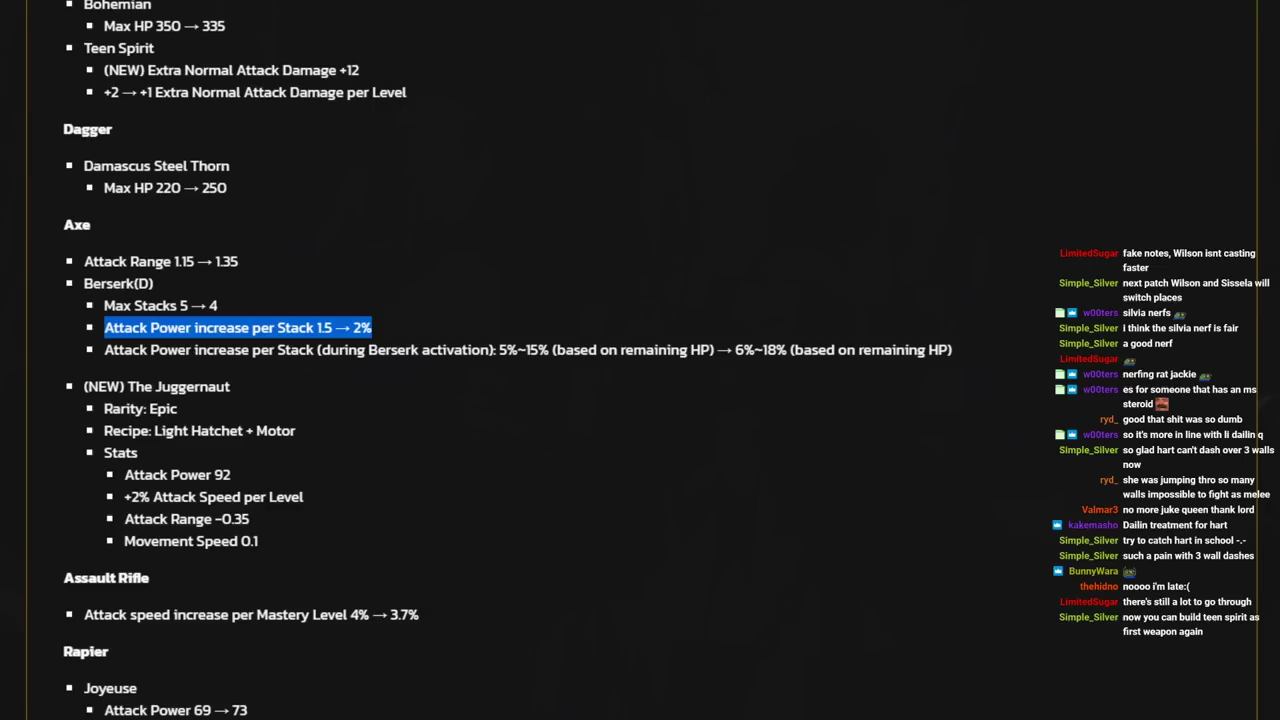 Bohemian
Max HP 350 → 335
Teen Spirit
(NEW) Extra Normal Attack Damage +12
+2 → +1 Extra Normal Attack Damage per Level
Dagger
Damascus Steel Thorn
Max HP 220 → 250
Axe
Attack Range 1.15 → 1.35
Berserk(D)
Max Stacks 5 → 4
Attack Power increase per Stack 1.5 → 2%
Attack Power increase per Stack (during Berserk activation): 5%~15% (based on remaining HP) → 6%~18% (based on remaining HP)
(NEW) The Juggernaut
Rarity: Epic
Recipe: Light Hatchet + Motor
Stats
Attack Power 92
+2% Attack Speed per Level
Attack Range -0.35
Movement Speed 0.1
Assault Rifle
Attack speed increase per Mastery Level 4% → 3.7%
Rapier
Joyeuse
Attack Power 69 → 73
LimitedSugar fake notes, Wilson isnt casting
faster
Simple_Silver next patch Wilson and Sissela will
switch places
w00ters silvia nerfs
Simple_Silver i think the silvia nerf is fair
Simple_Silver a good nerf
LimitedSugar
w00ters nerfing rat jackie
w00ters es for someone that has an ms
steroid
ryd_ good that shit was so dumb
w00ters so it's more in line with li dailin q
Simple_Silver so glad hart can't dash over 3 walls
now
ryd_ she was jumping thro so many
walls impossible to fight as melee
Valmar3 no more juke queen thank lord
kakemasho Dailin treatment for hart
Simple_Silver try to catch hart in school -.-
Simple_Silver such a pain with 3 wall dashes
BunnyWara
thehidno noooo i'm late:(
LimitedSugar there's still a lot to go through
Simple_Silver now you can build teen spirit as
first weapon again